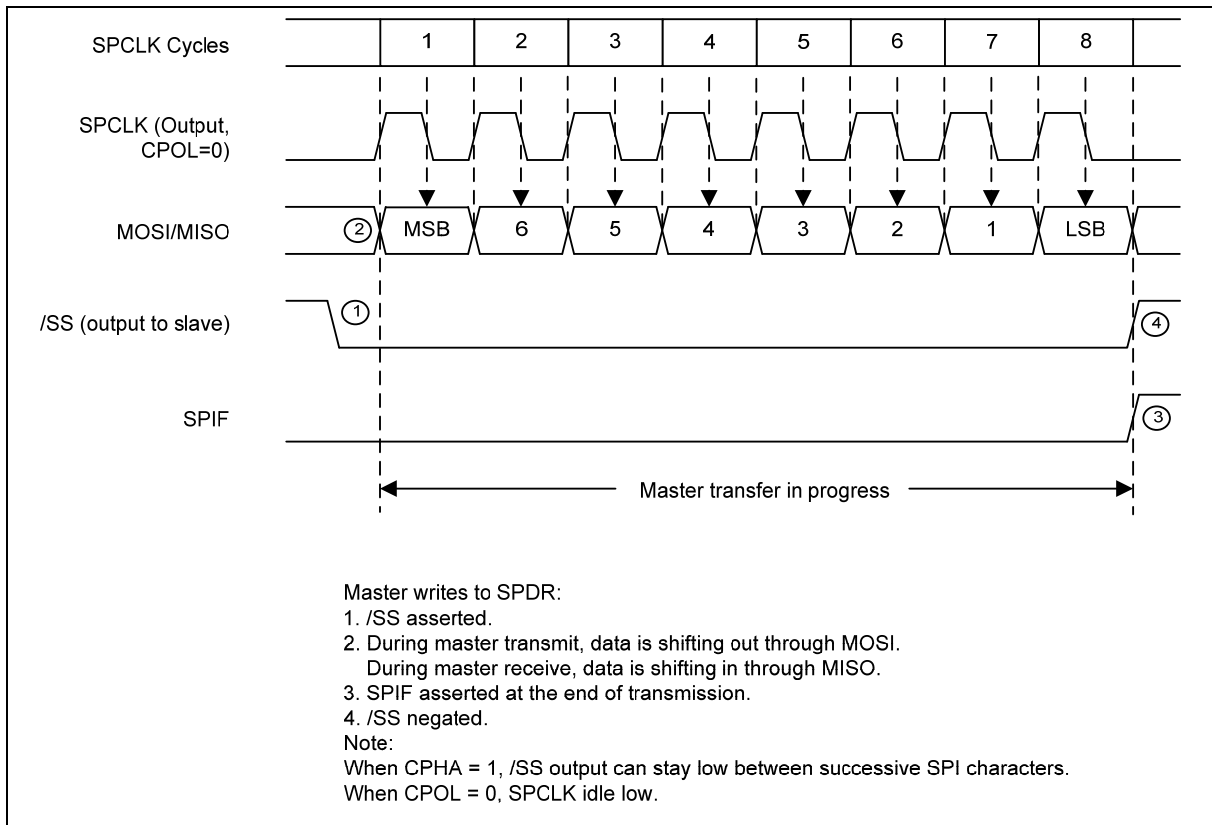 SPCLK Cycles
1 2 3 4 5 6 7 8
SPCLK (Output,
CPOL=0)
MOSI/MISO
2 MSB 6 5 4 3 2 1 LSB
/SS (output to slave)
1
4
SPIF
3
Master transfer in progress
Master writes to SPDR:
1. /SS asserted.
2. During master transmit, data is shifting out through MOSI.
During master receive, data is shifting in through MISO.
3. SPIF asserted at the end of transmission.
4. /SS negated.
Note:
When CPHA = 1, /SS output can stay low between successive SPI characters.
When CPOL = 0, SPCLK idle low.